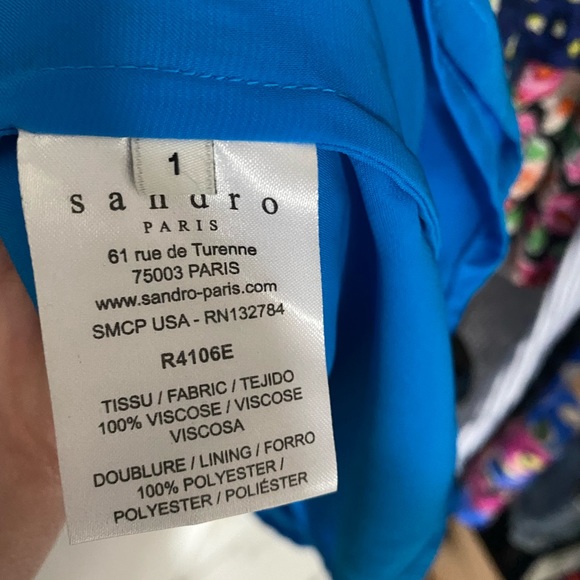 1
sandro
PARIS
61 rue de Turenne
75003 PARIS
www.sandro-paris.com
SMCP USA - RN132784
R4106E
TISSU / FABRIC / TEJIDO
100% VISCOSE / VISCOSE
VISCOSA
DOUBLURE / LINING / FORRO
100% POLYESTER /
POLYESTER / POLIÉSTER